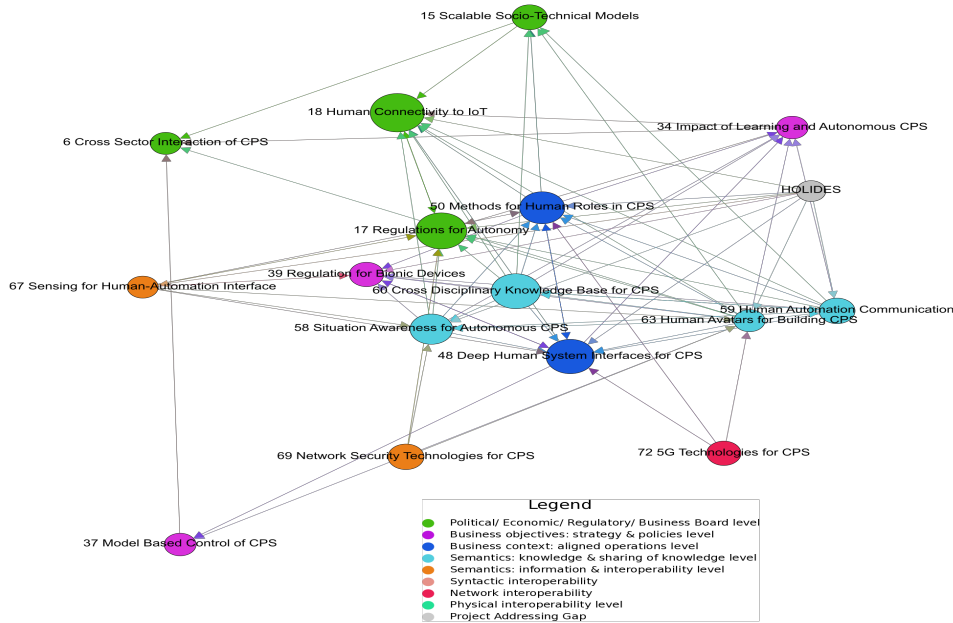 15 Scalable Socio-Technical Models
18 Human Connectivity to IoT
34 Impact of Learning and Autonomous CPS
6 Cross Sector Interaction of CPS
HOLIDES
50 Methods for Human Roles in CPS
17 Regulations for Autonomy
39 Regulation for Bionic Devices
67 Sensing for Human-Automation Interface
60 Cross Disciplinary Knowledge Base for CPS
59 Human Automation Communication
63 Human Avatars for Building CPS
58 Situation Awareness for Autonomous CPS
48 Deep Human System Interfaces for CPS
69 Network Security Technologies for CPS
72 5G Technologies for CPS
37 Model Based Control of CPS
Legend
Political/ Economic/ Regulatory/ Business Board level
Business objectives: strategy & policies level
Business context: aligned operations level
Semantics: knowledge & sharing of knowledge level
Semantics: information & interoperability level
Syntactic interoperability
Network interoperability
Physical interoperability level
Project Addressing Gap